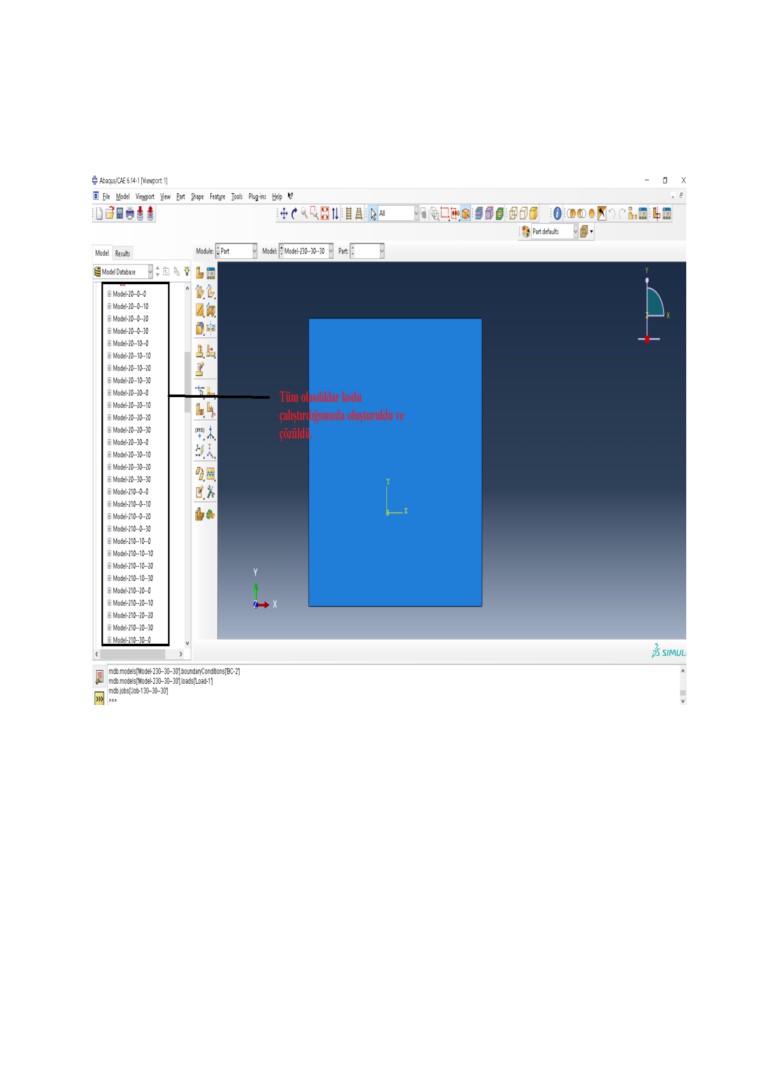 Abaqus/CAE 6.14-1 [Viewport: 1]
File Model Viewport View Part Shape Feature Tools Plug-ins Help
All
Part defaults
Model Results
Module: Part Model: Model-230--30--30 Part:
Model Database
Model-20--0--0
Model-20--0--10
Model-20--0--20
Model-20--0--30
Model-20--10--0
Model-20--10--10
Model-20--10--20
Model-20--10--30
Model-20--20--0
Model-20--20--10
Model-20--20--20
Model-20--20--30
Model-20--30--0
Model-20--30--10
Model-20--30--20
Model-20--30--30
Model-210--0--0
Model-210--0--10
Model-210--0--20
Model-210--0--30
Model-210--10--0
Model-210--10--10
Model-210--10--20
Model-210--10--30
Model-210--20--0
Model-210--20--10
Model-210--20--20
Model-210--20--30
Model-210--30--0
Y
X
Tüm olasılıklar kodu
çalıştırdığımızda oluşturuldu ve
çözüldü
Y
X
SIMUL
mdb.models['Model-230--30--30'].boundaryConditions['BC-2']
mdb.models['Model-230--30--30'].loads['Load-1']
mdb.jobs['Job-130--30--30']
>>>